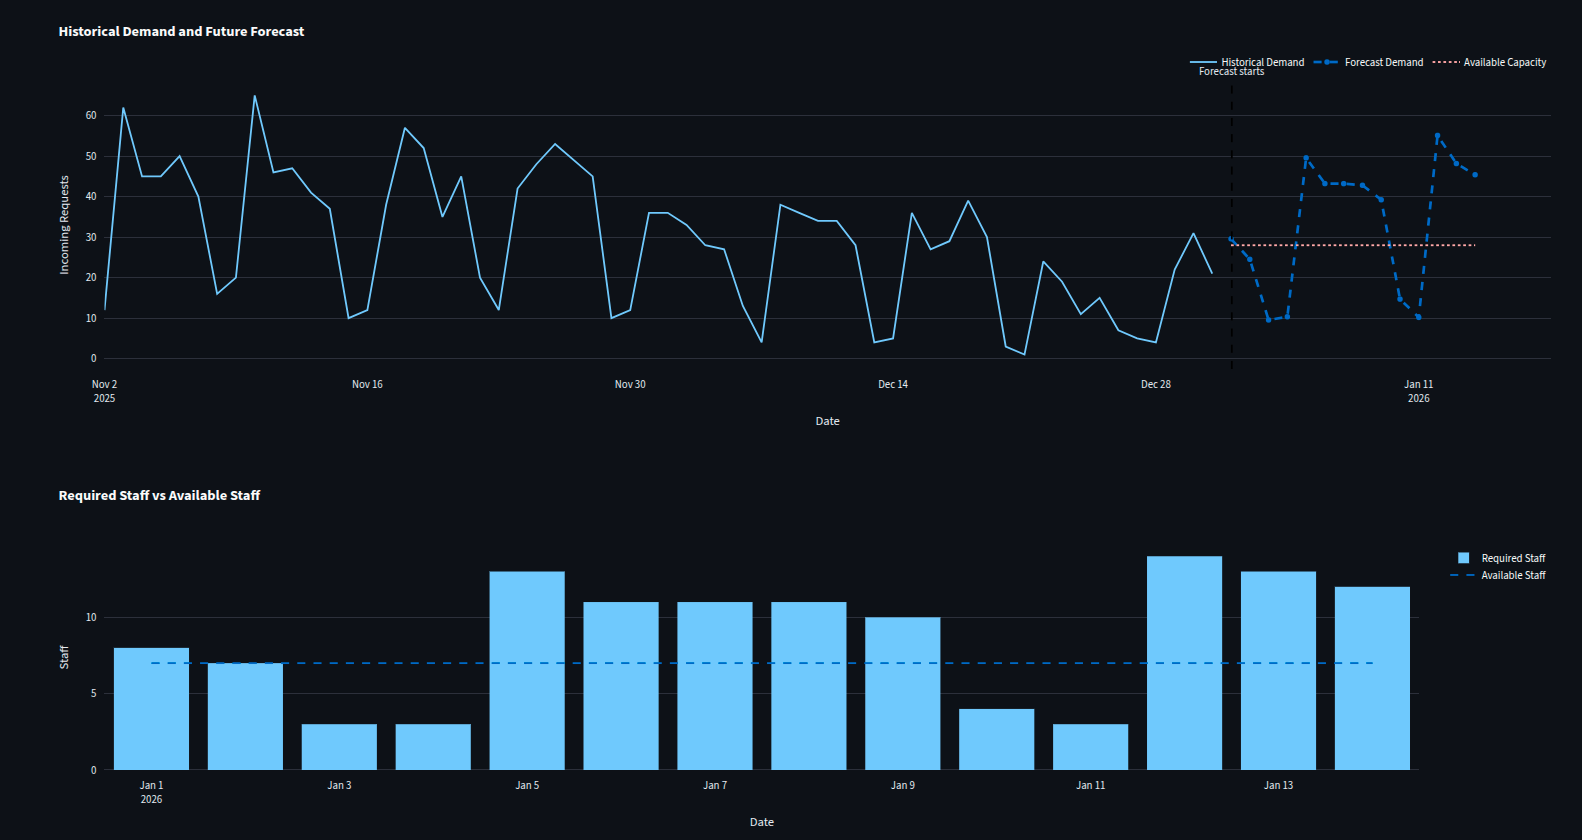 Historical Demand and Future Forecast
Historical Demand
Forecast Demand
Available Capacity
Forecast starts
Incoming Requests
60
50
40
30
20
10
0
Nov 2
2025
Nov 16
Nov 30
Dec 14
Dec 28
Jan 11
2026
Date
Required Staff vs Available Staff
Required Staff
Available Staff
Staff
10
5
0
Jan 1
2026
Jan 3
Jan 5
Jan 7
Jan 9
Jan 11
Jan 13
Date